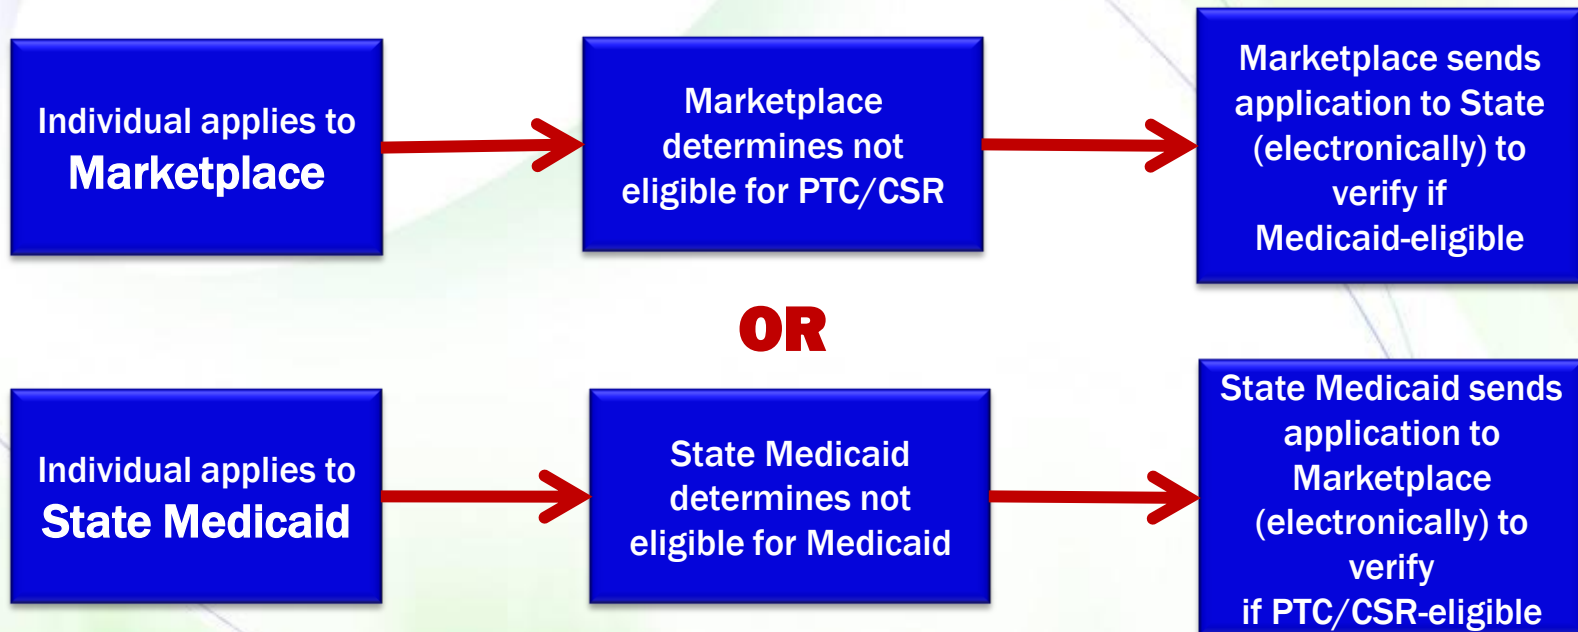 Individual applies to
Marketplace
Marketplace
determines not
eligible for PTC/CSR
Marketplace sends
application to State
(electronically) to
verify if
Medicaid-eligible
OR
Individual applies to
State Medicaid
State Medicaid
determines not
eligible for Medicaid
State Medicaid sends
application to
Marketplace
(electronically) to
verify
if PTC/CSR-eligible